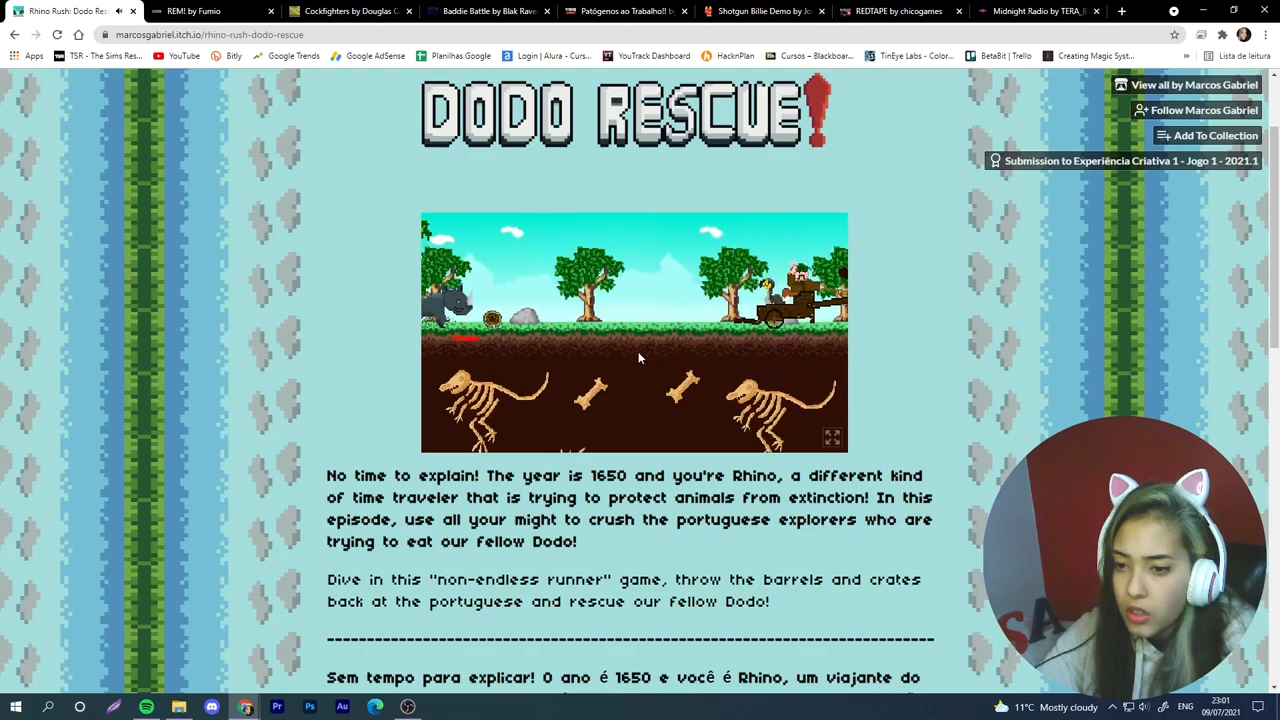 Rhino Rush: Dodo Res
REM! by Fumio
Cockfighters by Douglas C
Baddie Battle by Blak Rave
Patógenos ao Trabalho!! b
Shotgun Billie Demo by Jo
REDTAPE by chicogames
Midnight Radio by TERA_B
marcosgabriel.itch.io/rhino-rush-dodo-rescue
Apps
TSR - The Sims Res...
YouTube
Bitly
Google Trends
Google AdSense
Planilhas Google
Login | Alura - Curs...
YouTrack Dashboard
HacknPlan
Cursos – Blackboar...
TinEye Labs - Color...
BetaBit | Trello
Creating Magic Syst...
»
Lista de leitura
DODO RESCUE!
View all by Marcos Gabriel
Follow Marcos Gabriel
Add To Collection
Submission to Experiência Criativa 1 - Jogo 1 - 2021.1
No time to explain! The year is 1650 and you're Rhino, a different kind
of time traveler that is trying to protect animals from extinction! In this
episode, use all your might to crush the portuguese explorers who are
trying to eat our fellow Dodo!
Dive in this "non-endless runner" game, throw the barrels and crates
back at the portuguese and rescue our fellow Dodo!
Sem tempo para explicar! O ano é 1650 e você é Rhino, um viajante do
Pr
Ps
Au
11°C Mostly cloudy
ENG
23:01
09/07/2021